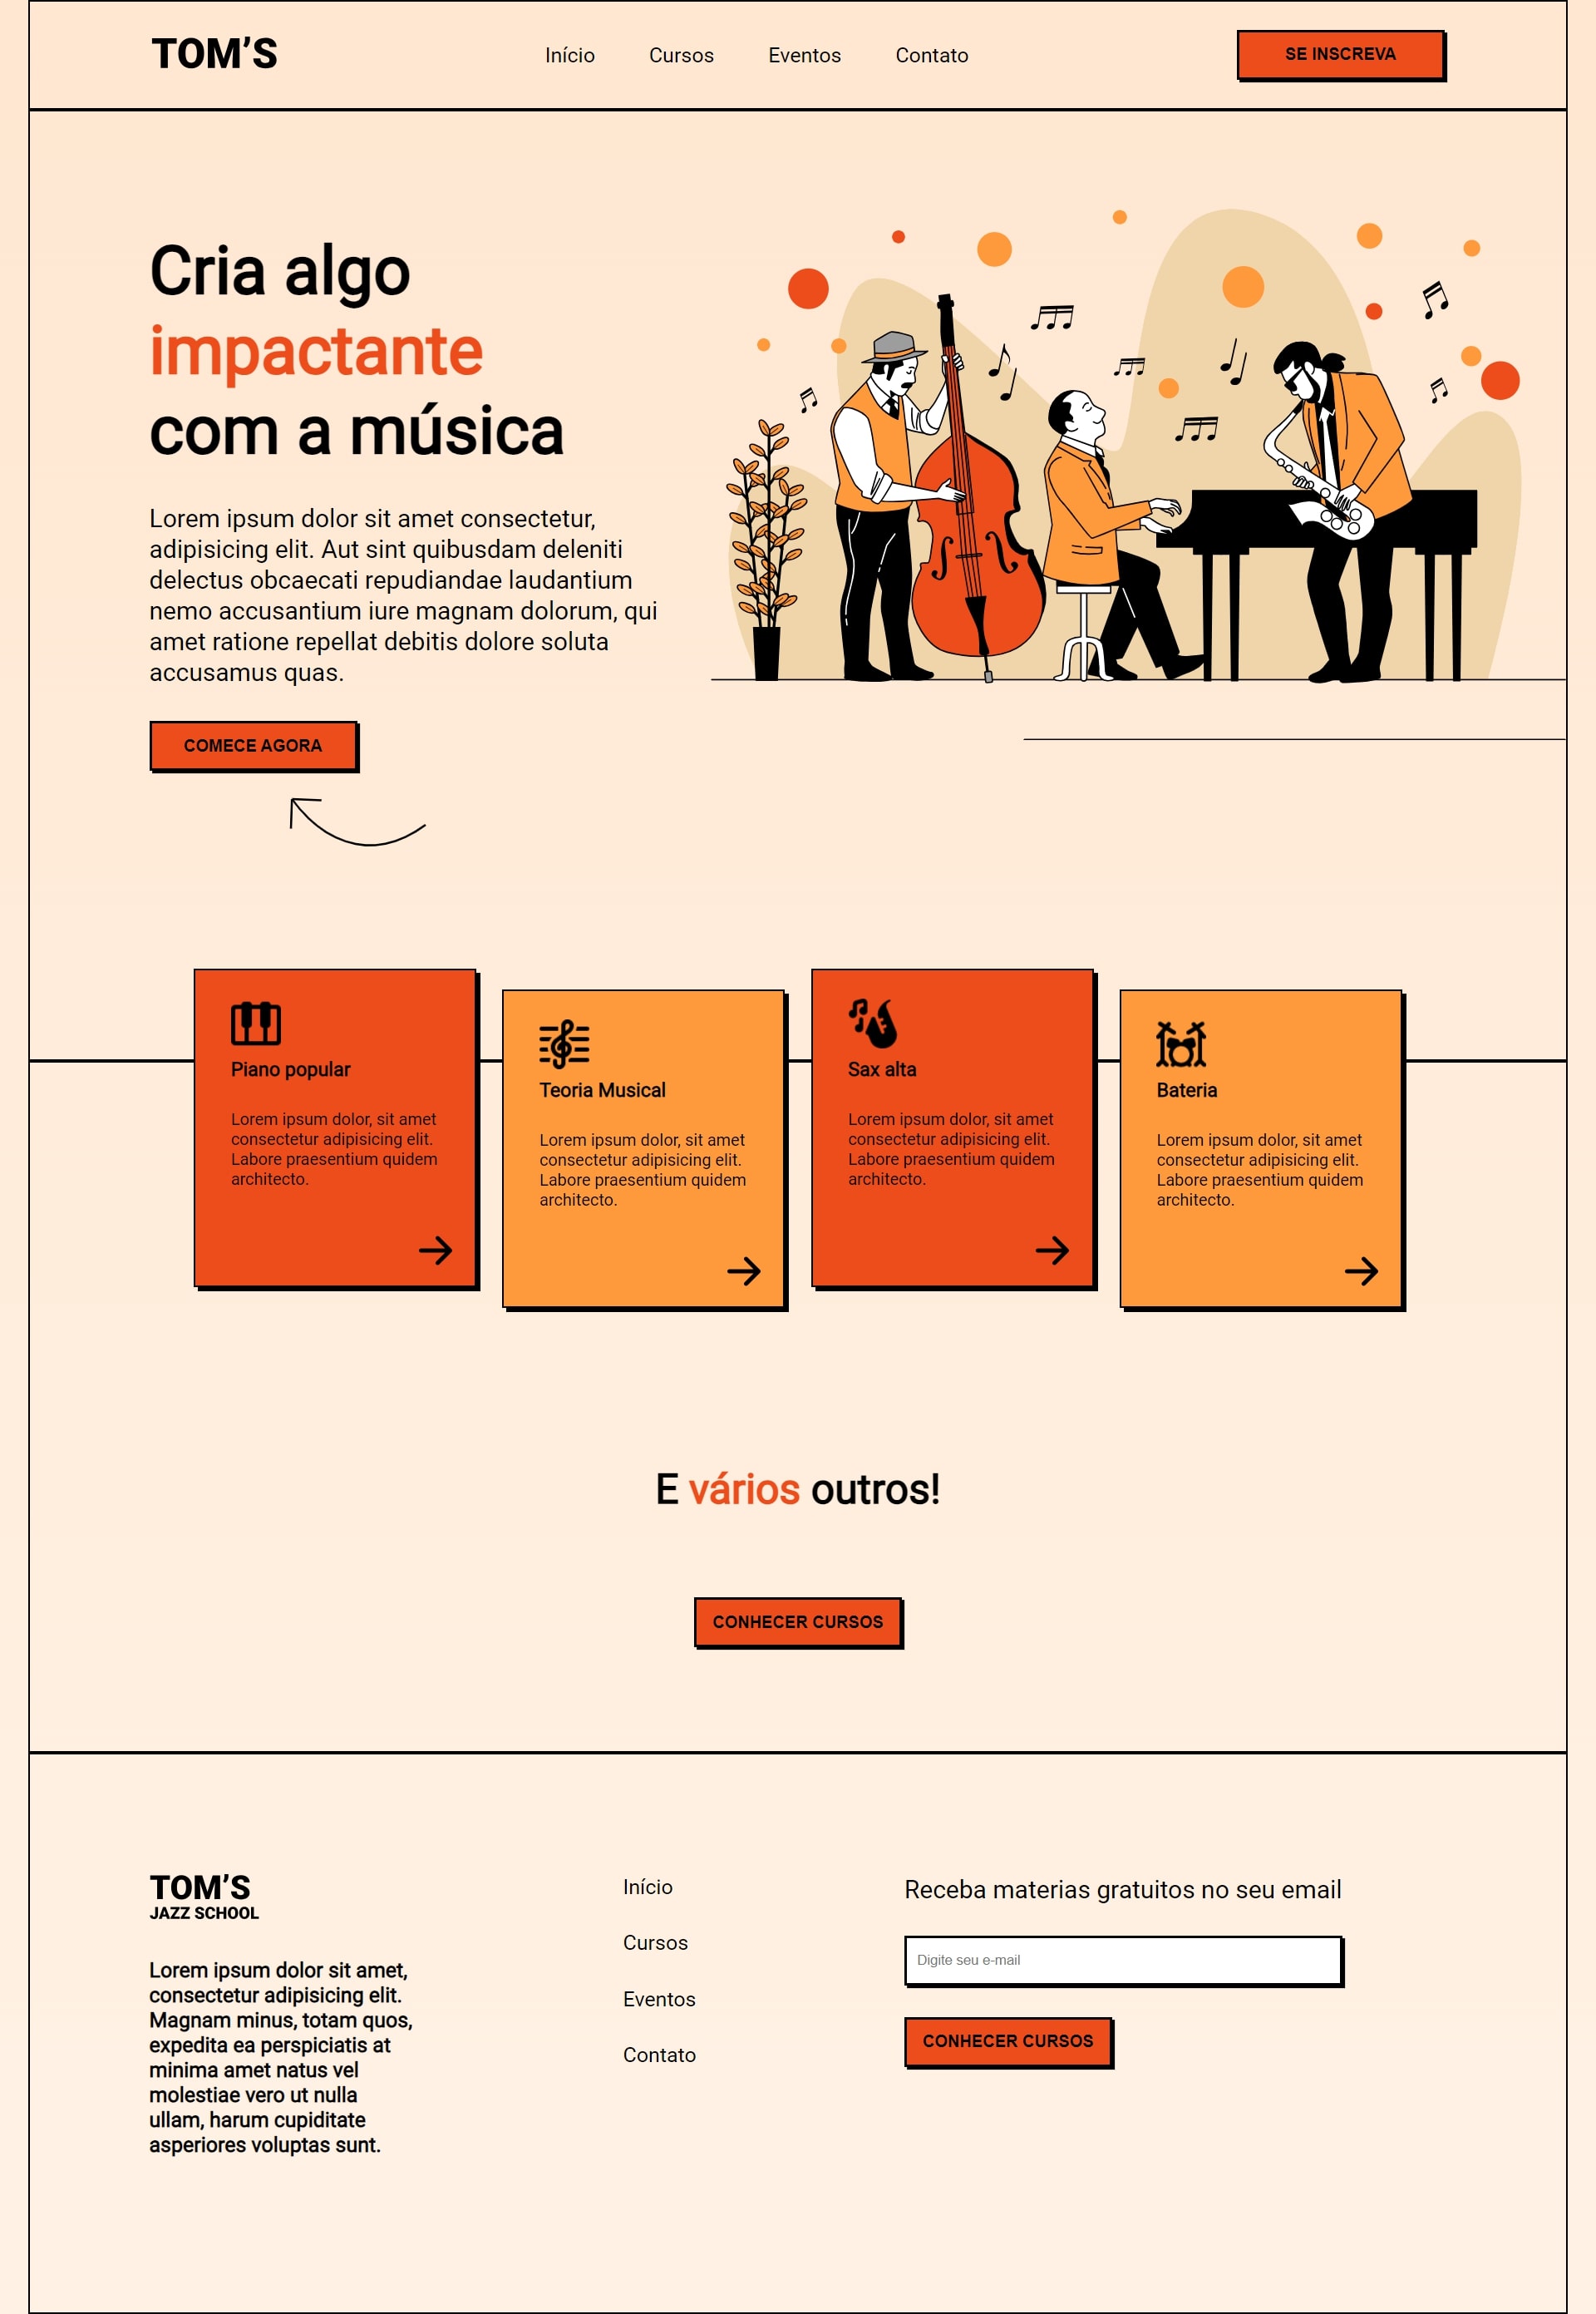 TOM’S
Início
Cursos
Eventos
Contato
SE INSCREVA
Cria algo
impactante
com a música
Lorem ipsum dolor sit amet consectetur,
adipisicing elit. Aut sint quibusdam deleniti
delectus obcaecati repudiandae laudantium
nemo accusantium iure magnam dolorum, qui
amet ratione repellat debitis dolore soluta
accusamus quas.
COMECE AGORA
Piano popular
Lorem ipsum dolor, sit amet
consectetur adipisicing elit.
Labore praesentium quidem
architecto.
Teoria Musical
Lorem ipsum dolor, sit amet
consectetur adipisicing elit.
Labore praesentium quidem
architecto.
Sax alta
Lorem ipsum dolor, sit amet
consectetur adipisicing elit.
Labore praesentium quidem
architecto.
Bateria
Lorem ipsum dolor, sit amet
consectetur adipisicing elit.
Labore praesentium quidem
architecto.
E vários outros!
CONHECER CURSOS
TOM’S
JAZZ SCHOOL
Lorem ipsum dolor sit amet,
consectetur adipisicing elit.
Magnam minus, totam quos,
expedita ea perspiciatis at
minima amet natus vel
molestiae vero ut nulla
ullam, harum cupiditate
asperiores voluptas sunt.
Início
Cursos
Eventos
Contato
Receba materias gratuitos no seu email
Digite seu e-mail
CONHECER CURSOS